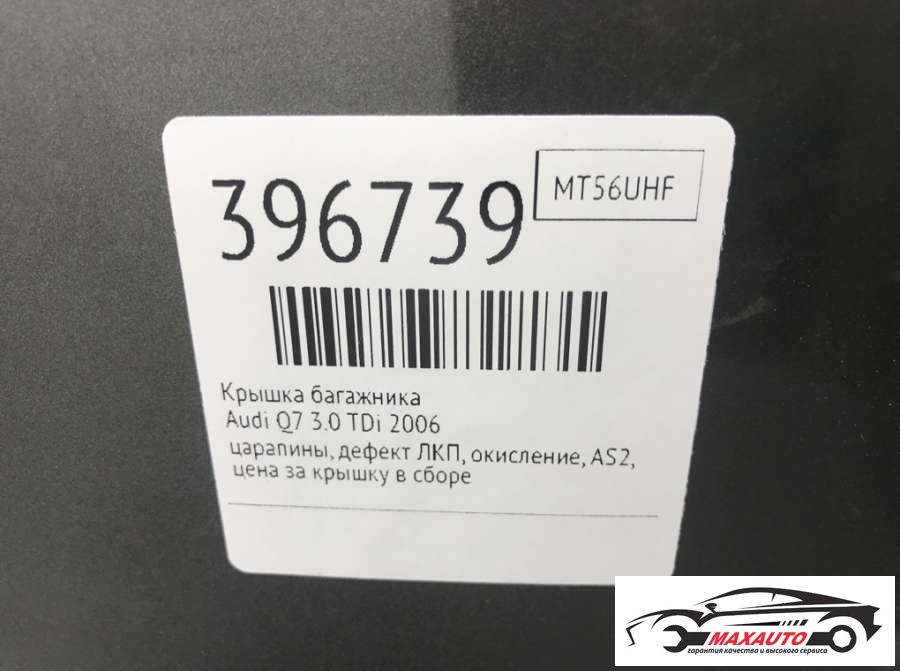 396739
MT56UHF
Крышка багажника
Audi Q7 3.0 TDi 2006
царапины, дефект ЛКП, окисление, AS2,
цена за крышку в сборе
MAXAUTO
гарантия качества и высокого сервиса